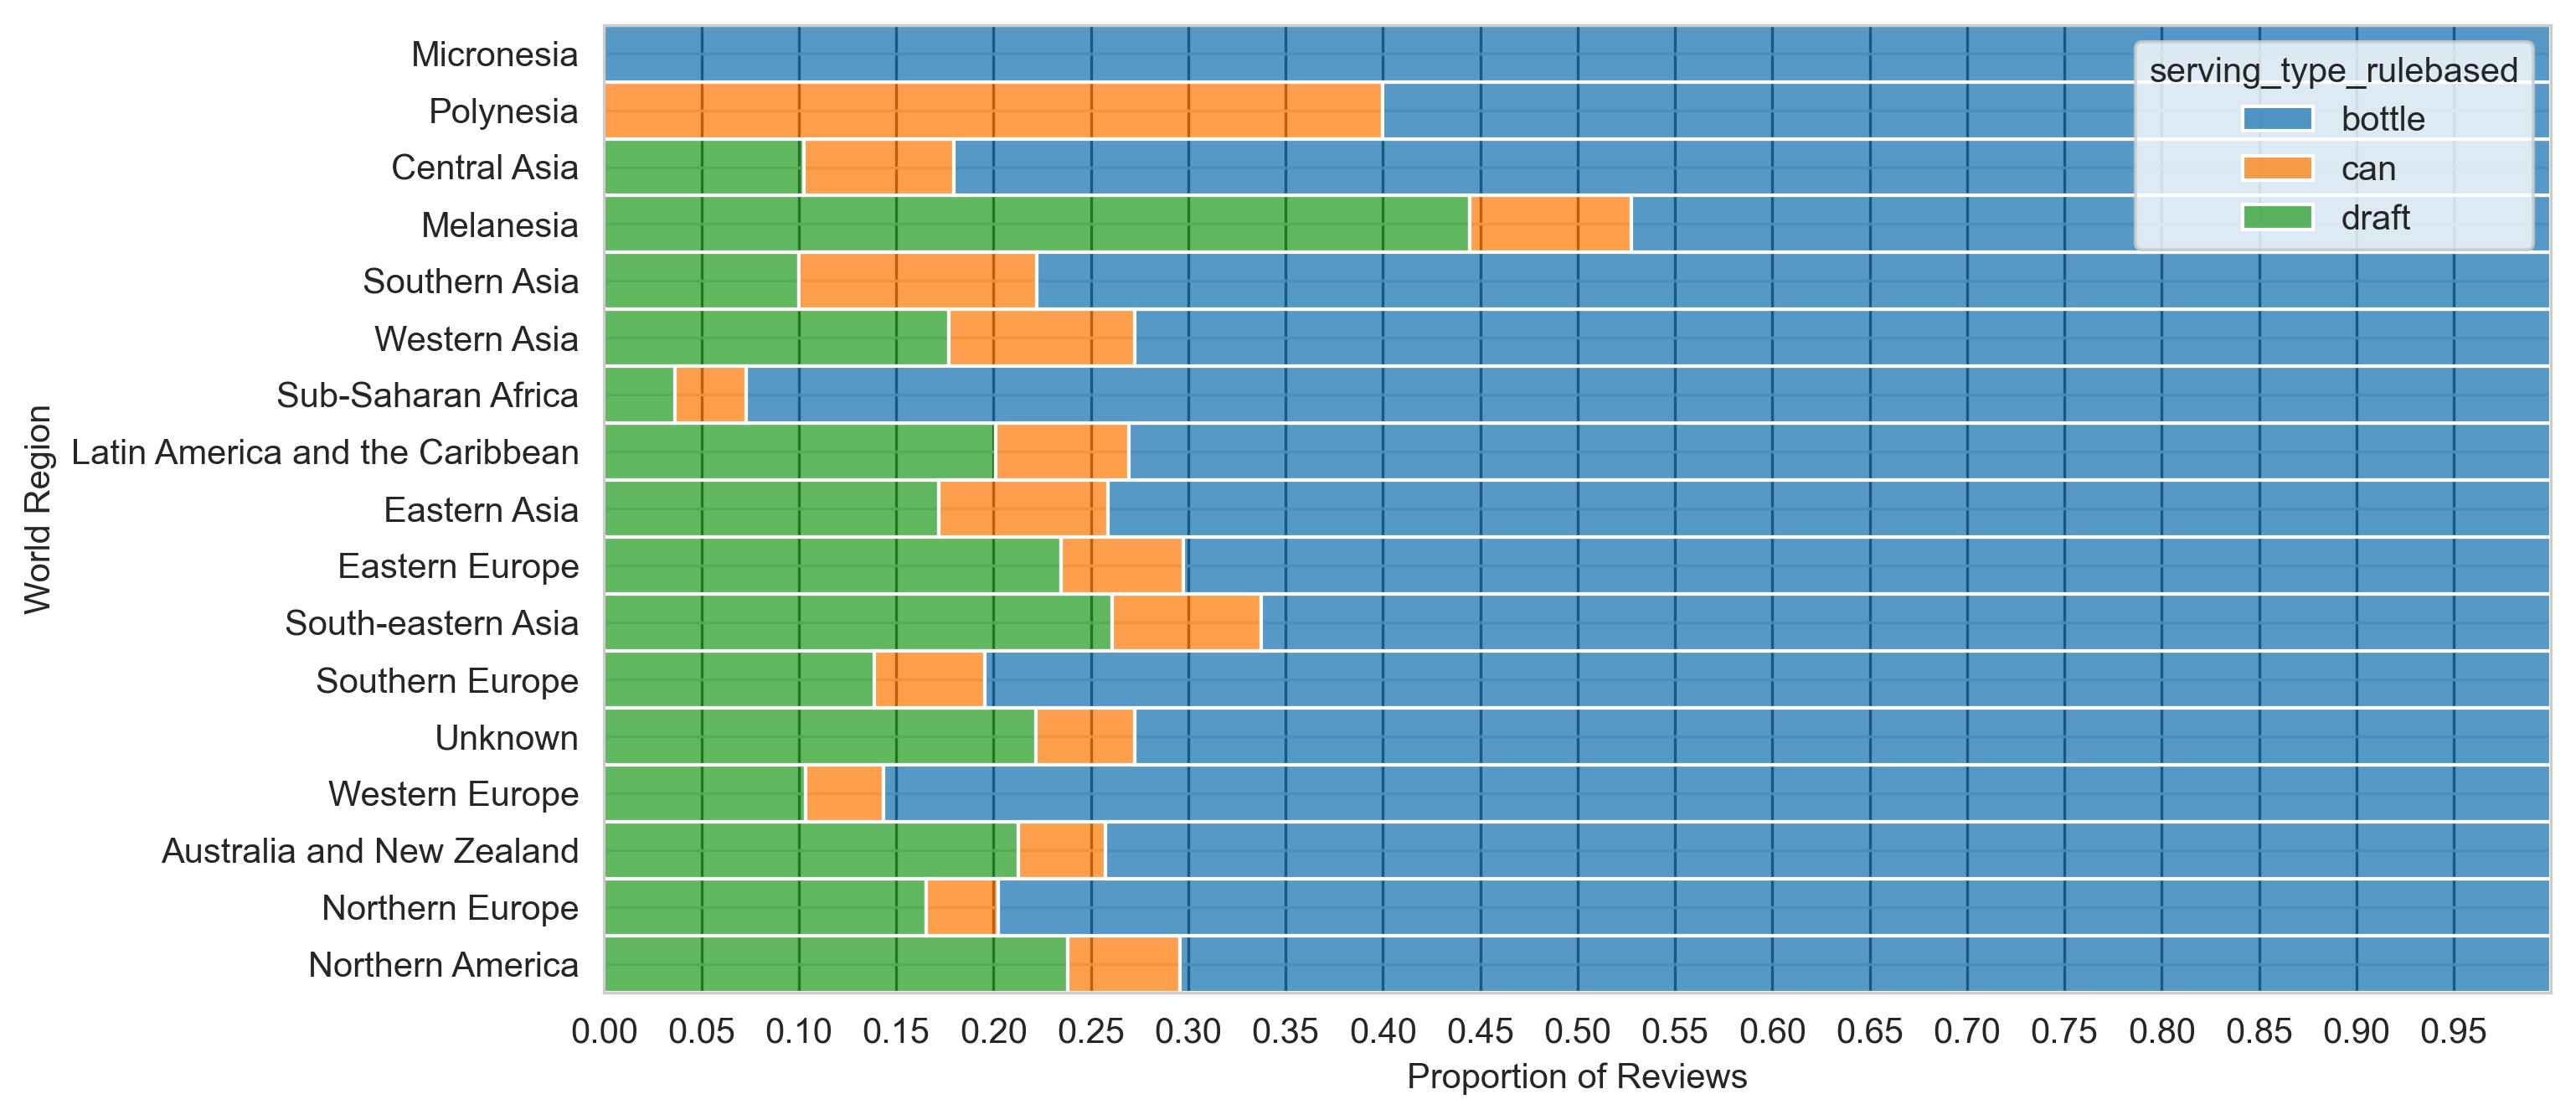 Micronesia
Polynesia
Central Asia
Melanesia
Southern Asia
Western Asia
Sub-Saharan Africa
Latin America and the Caribbean
Eastern Asia
Eastern Europe
South-eastern Asia
Southern Europe
Unknown
Western Europe
Australia and New Zealand
Northern Europe
Northern America
World Region
serving_type_rulebased
bottle
can
draft
0.00 0.05 0.10 0.15 0.20 0.25 0.30 0.35 0.40 0.45 0.50 0.55 0.60 0.65 0.70 0.75 0.80 0.85 0.90 0.95
Proportion of Reviews